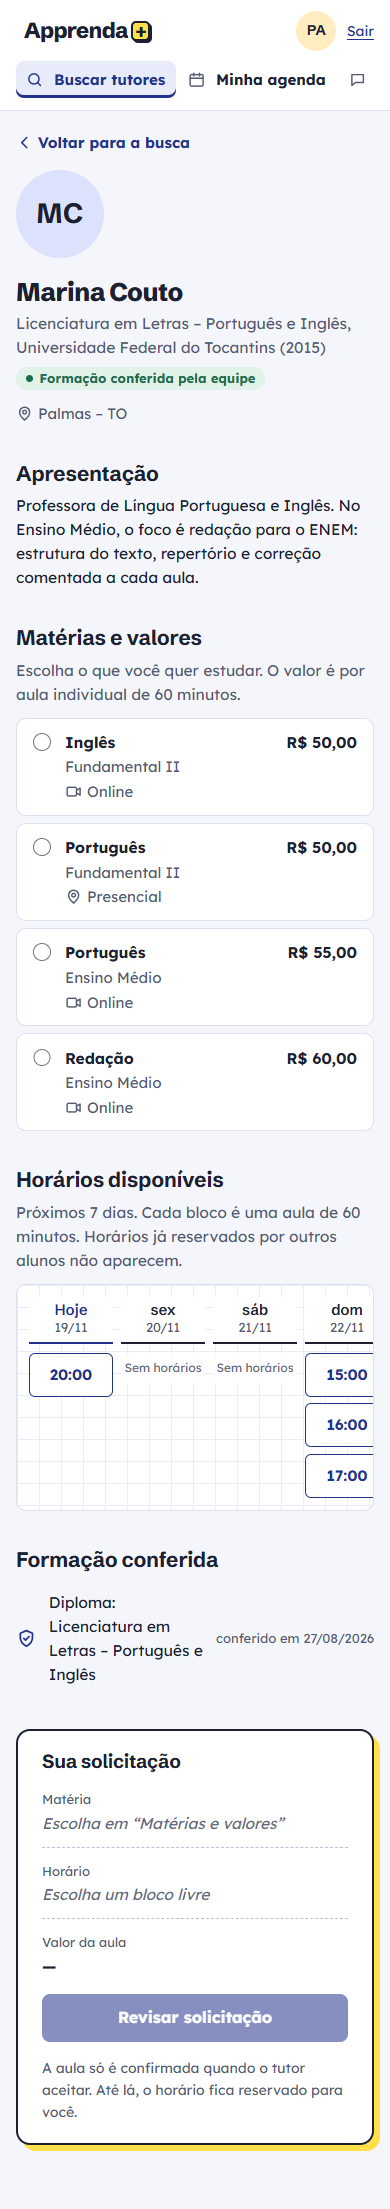 Apprenda+
PA
Sair
Buscar tutores
Minha agenda
Voltar para a busca
MC
Marina Couto
Licenciatura em Letras – Português e Inglês,
Universidade Federal do Tocantins (2015)
Formação conferida pela equipe
Palmas – TO
Apresentação
Professora de Língua Portuguesa e Inglês. No
Ensino Médio, o foco é redação para o ENEM:
estrutura do texto, repertório e correção
comentada a cada aula.
Matérias e valores
Escolha o que você quer estudar. O valor é por
aula individual de 60 minutos.
Inglês R$ 50,00
Fundamental II
Online
Português R$ 50,00
Fundamental II
Presencial
Português R$ 55,00
Ensino Médio
Online
Redação R$ 60,00
Ensino Médio
Online
Horários disponíveis
Próximos 7 dias. Cada bloco é uma aula de 60
minutos. Horários já reservados por outros
alunos não aparecem.
Hoje sex sáb dom
19/11 20/11 21/11 22/11
20:00 Sem horários Sem horários 15:00
16:00
17:00
Formação conferida
Diploma:
Licenciatura em
Letras – Português e
Inglês
conferido em 27/08/2026
Sua solicitação
Matéria
Escolha em “Matérias e valores”
Horário
Escolha um bloco livre
Valor da aula
—
Revisar solicitação
A aula só é confirmada quando o tutor
aceitar. Até lá, o horário fica reservado para
você.